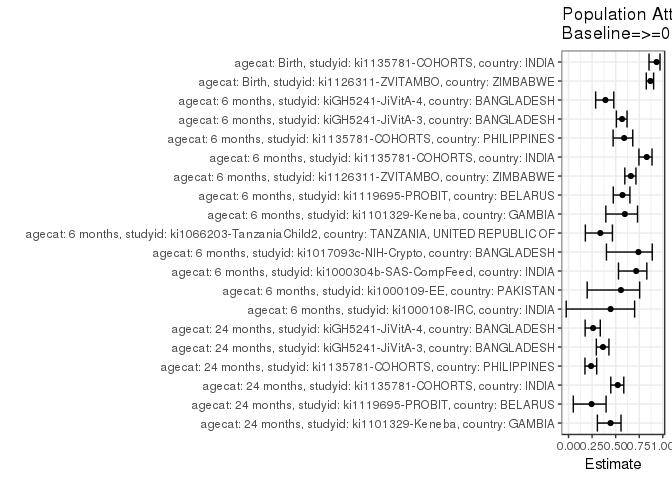 Population Att
Baseline=>=0
agecat: Birth, studyid: ki1135781-COHORTS, country: INDIA
agecat: Birth, studyid: ki1126311-ZVITAMBO, country: ZIMBABWE
agecat: 6 months, studyid: kiGH5241-JiVitA-4, country: BANGLADESH
agecat: 6 months, studyid: kiGH5241-JiVitA-3, country: BANGLADESH
agecat: 6 months, studyid: ki1135781-COHORTS, country: PHILIPPINES
agecat: 6 months, studyid: ki1135781-COHORTS, country: INDIA
agecat: 6 months, studyid: ki1126311-ZVITAMBO, country: ZIMBABWE
agecat: 6 months, studyid: ki1119695-PROBIT, country: BELARUS
agecat: 6 months, studyid: ki1101329-Keneba, country: GAMBIA
agecat: 6 months, studyid: ki1066203-TanzaniaChild2, country: TANZANIA, UNITED REPUBLIC OF
agecat: 6 months, studyid: ki1017093c-NIH-Crypto, country: BANGLADESH
agecat: 6 months, studyid: ki1000304b-SAS-CompFeed, country: INDIA
agecat: 6 months, studyid: ki1000109-EE, country: PAKISTAN
agecat: 6 months, studyid: ki1000108-IRC, country: INDIA
agecat: 24 months, studyid: kiGH5241-JiVitA-4, country: BANGLADESH
agecat: 24 months, studyid: kiGH5241-JiVitA-3, country: BANGLADESH
agecat: 24 months, studyid: ki1135781-COHORTS, country: PHILIPPINES
agecat: 24 months, studyid: ki1135781-COHORTS, country: INDIA
agecat: 24 months, studyid: ki1119695-PROBIT, country: BELARUS
agecat: 24 months, studyid: ki1101329-Keneba, country: GAMBIA
0.00 0.25 0.50 0.75 1.00
Estimate